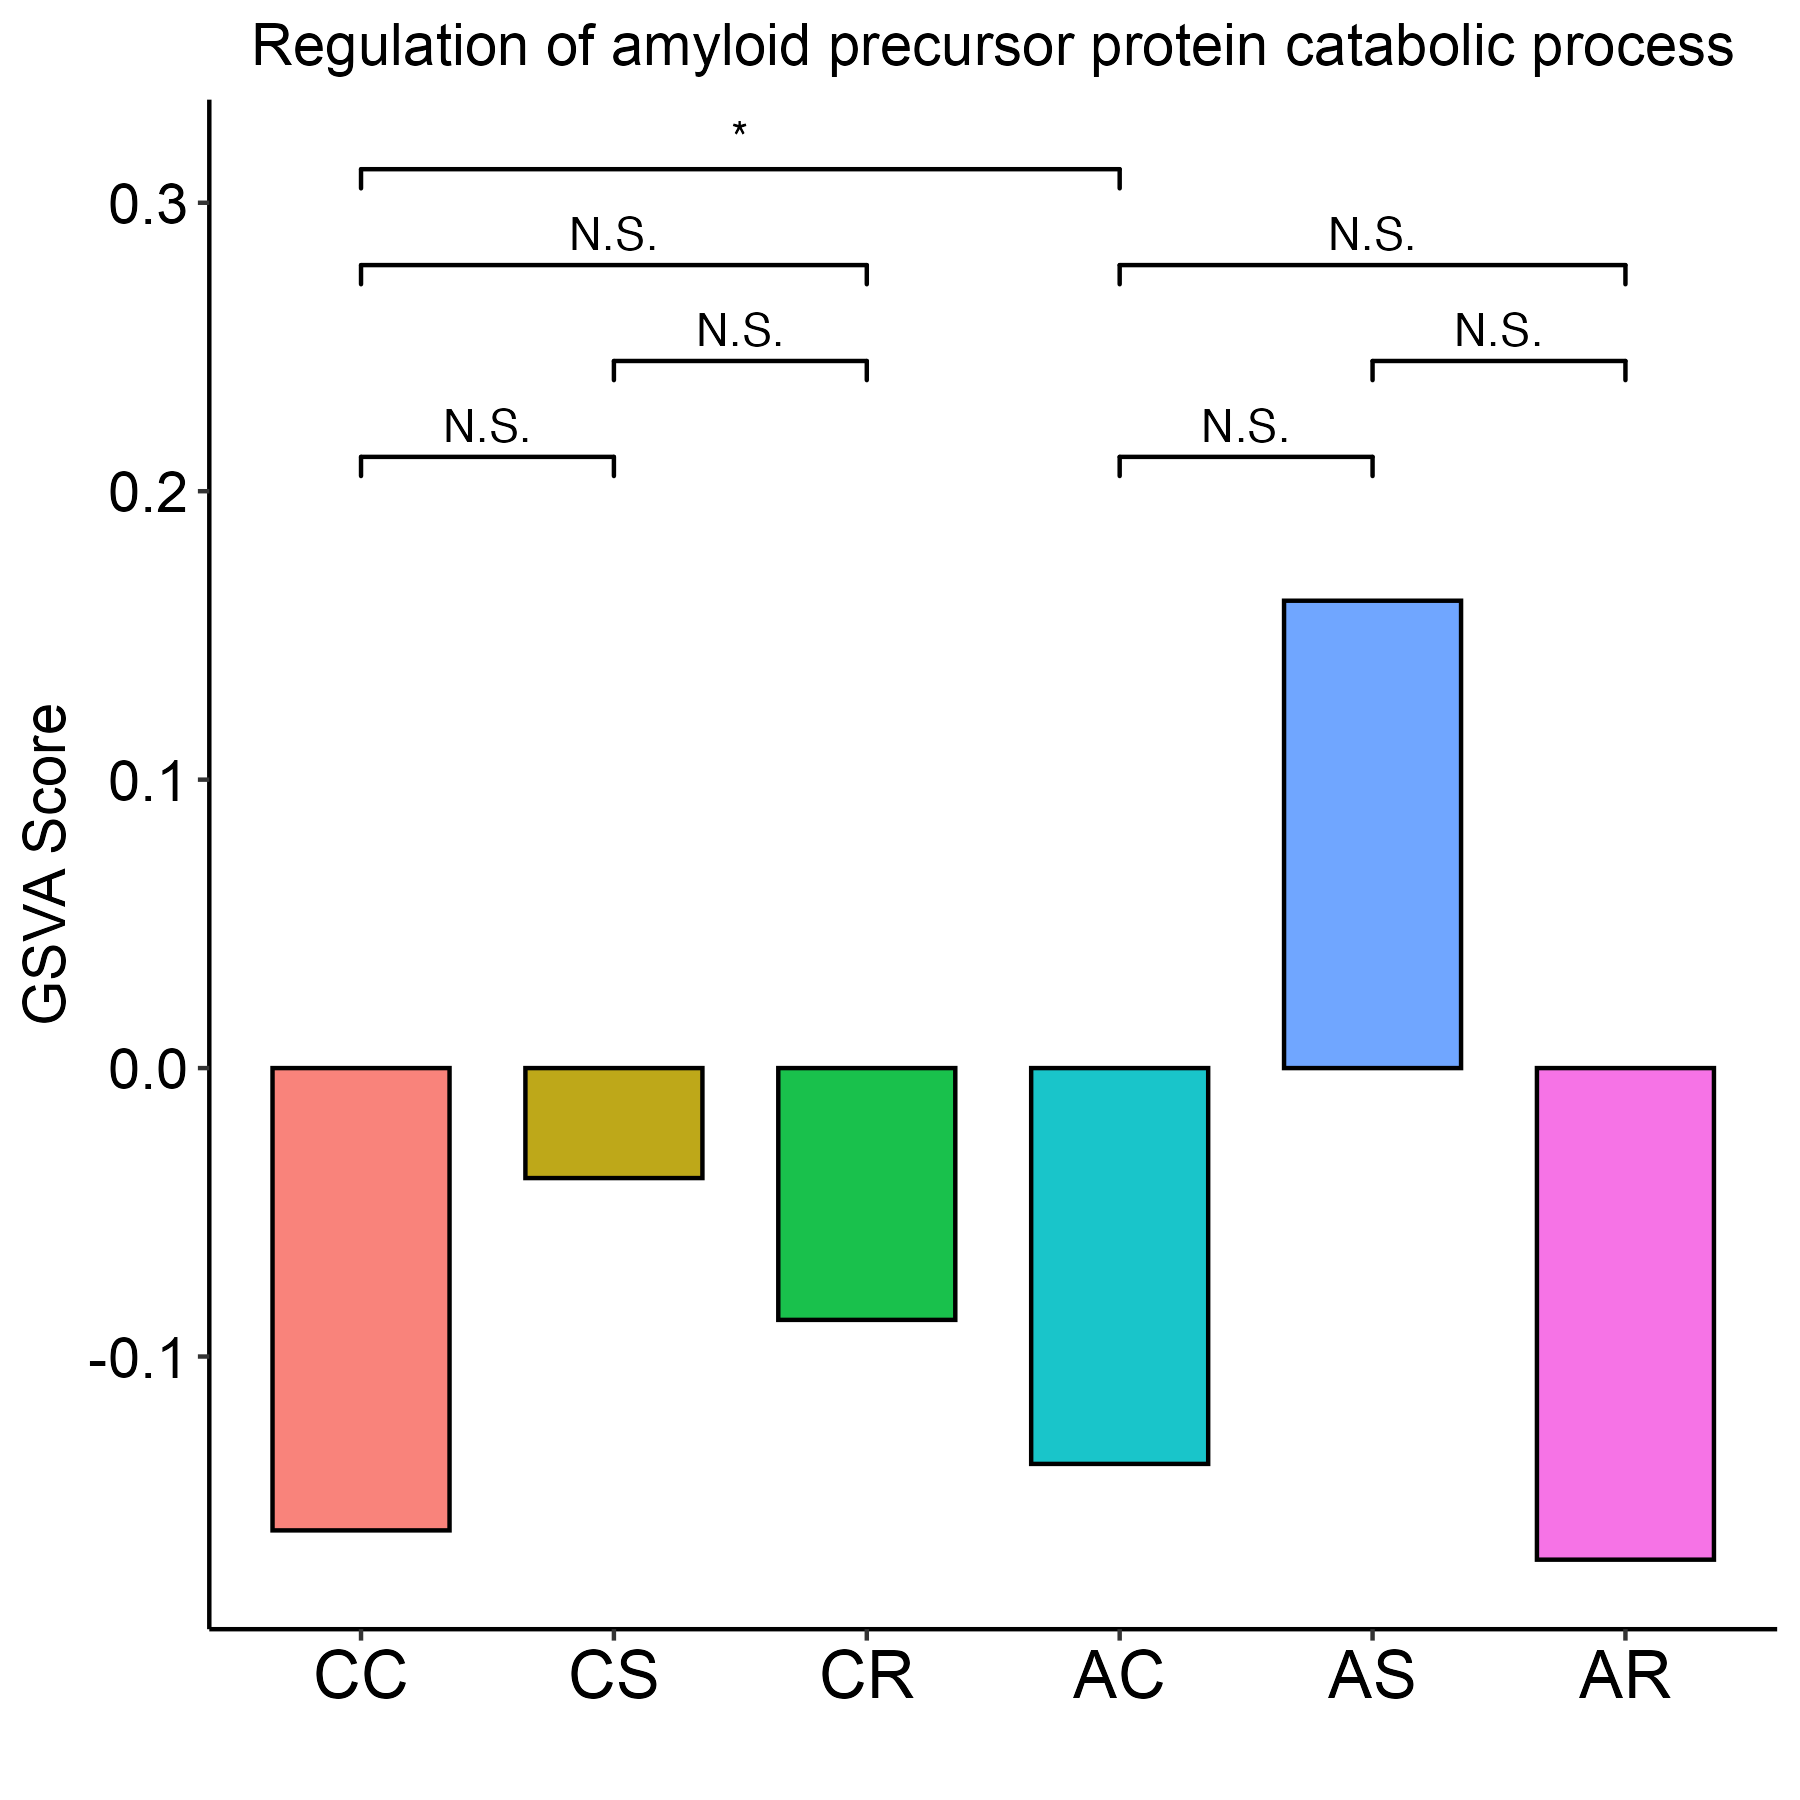 Regulation of amyloid precursor protein catabolic process
*
0.3
N.S.
N.S.
N.S.
N.S.
N.S.
N.S.
0.2
0.1
GSVA Score
0.0
-0.1
CC CS CR AC AS AR